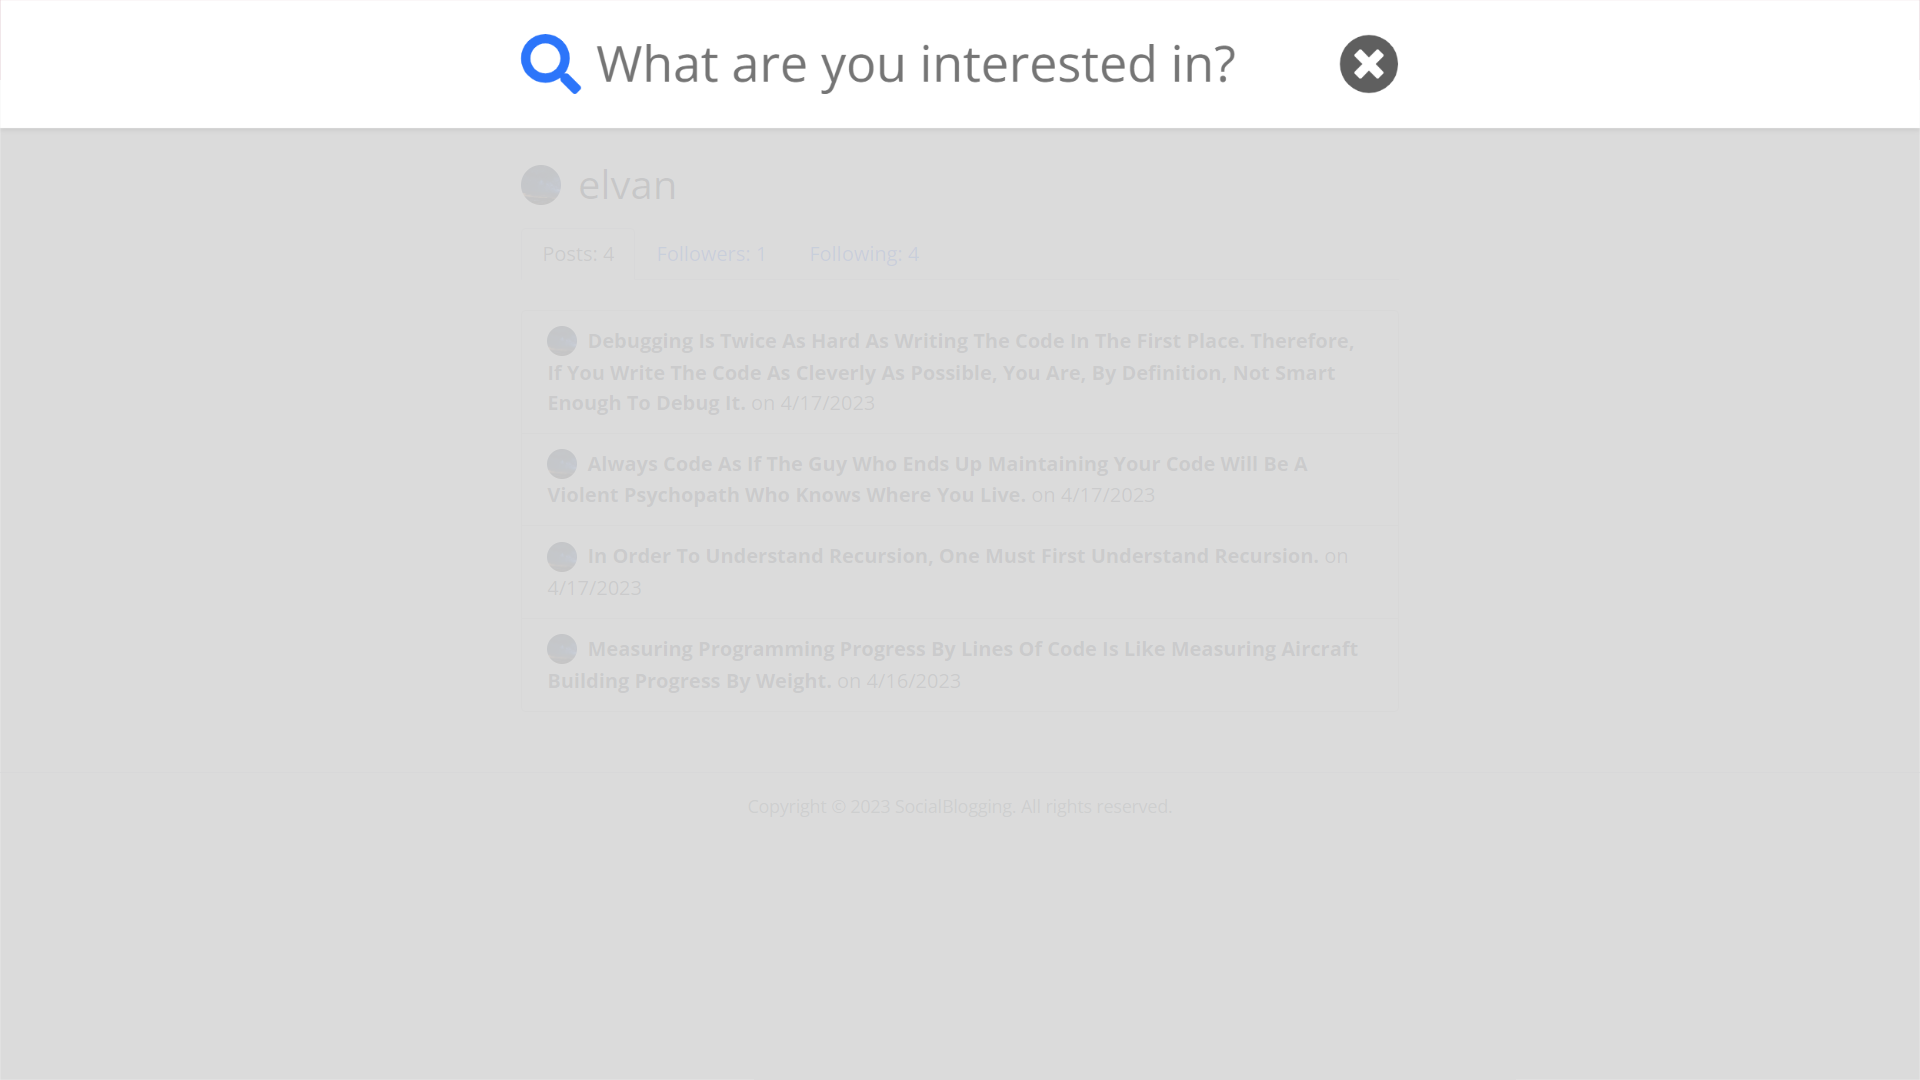 What are you interested in?
elvan
Posts: 4 Followers: 1 Following: 4
Debugging Is Twice As Hard As Writing The Code In The First Place. Therefore,
If You Write The Code As Cleverly As Possible, You Are, By Definition, Not Smart
Enough To Debug It. on 4/17/2023
Always Code As If The Guy Who Ends Up Maintaining Your Code Will Be A
Violent Psychopath Who Knows Where You Live. on 4/17/2023
In Order To Understand Recursion, One Must First Understand Recursion. on
4/17/2023
Measuring Programming Progress By Lines Of Code Is Like Measuring Aircraft
Building Progress By Weight. on 4/16/2023
Copyright © 2023 SocialBlogging. All rights reserved.